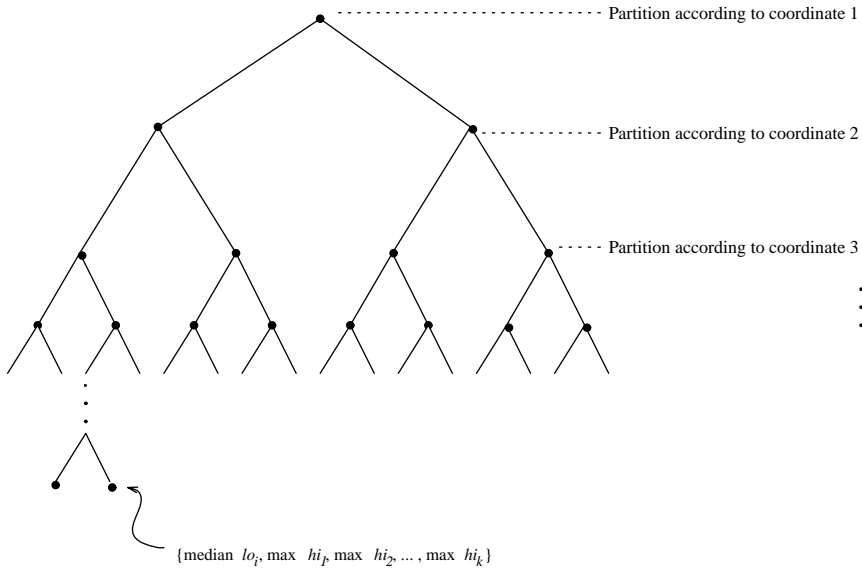 Partition according to coordinate 1
Partition according to coordinate 2
Partition according to coordinate 3
{median lo_i, max hi_1, max hi_2, ... , max hi_k}